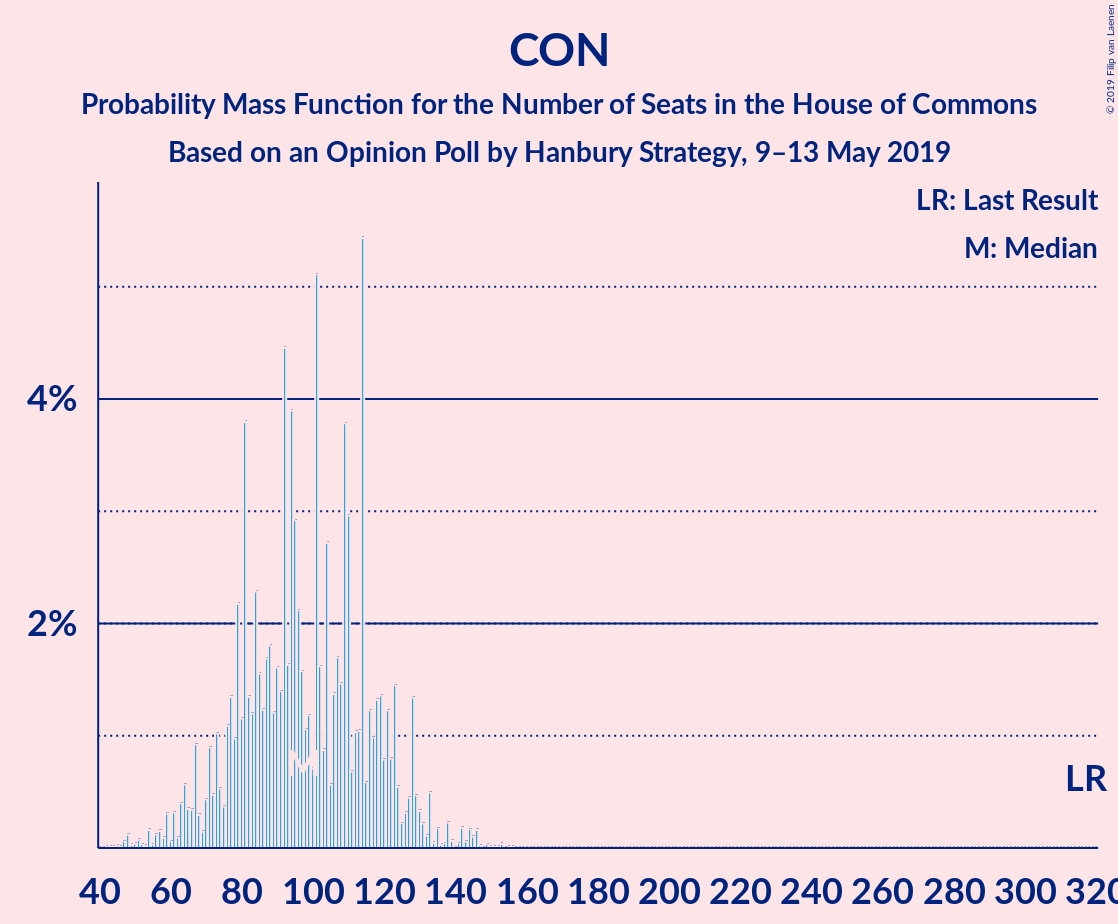 CON
Probability Mass Function for the Number of Seats in the House of Commons
Based on an Opinion Poll by Hanbury Strategy, 9–13 May 2019
© 2019 Filip van Laenen
LR: Last Result
M: Median
4%
2%
LR
40 60 80 100 120 140 160 180 200 220 240 260 280 300 320